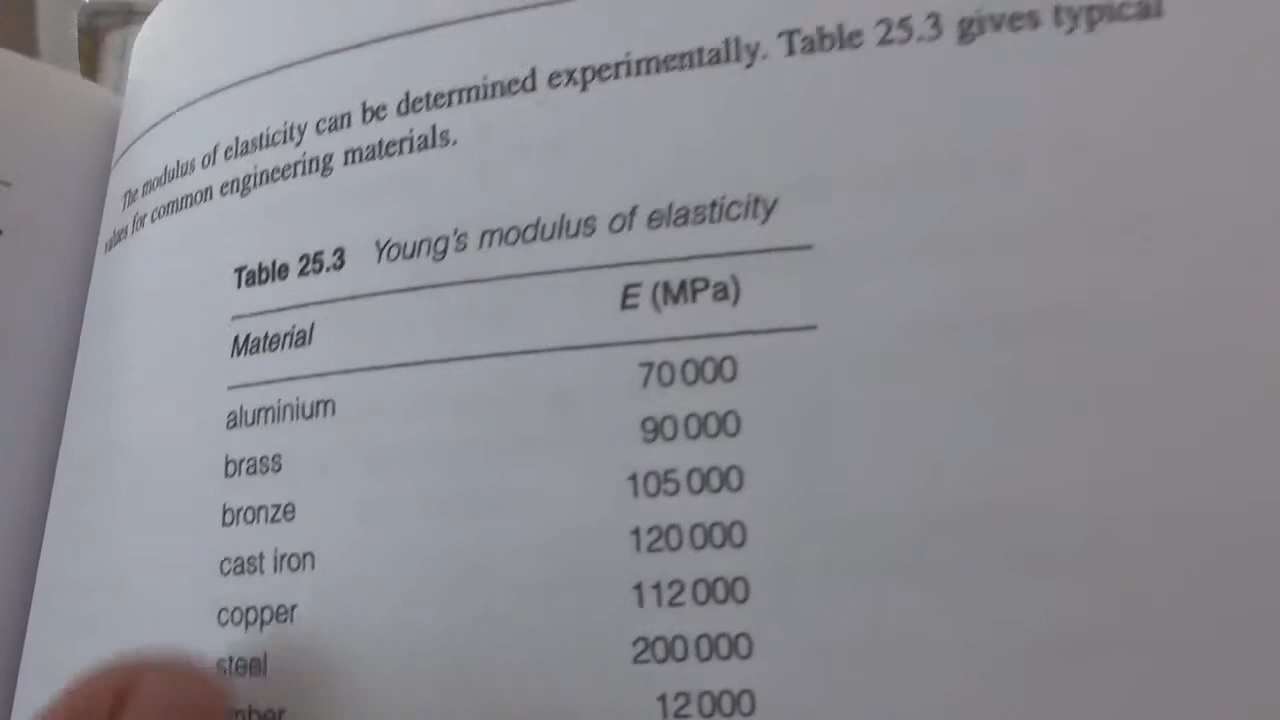 The modulus of elasticity can be determined experimentally. Table 25.3 gives typical
values for common engineering materials.
Table 25.3 Young's modulus of elasticity
Material E (MPa)
aluminium 70 000
brass 90 000
bronze 105 000
cast iron 120 000
copper 112 000
steel 200 000
12 000